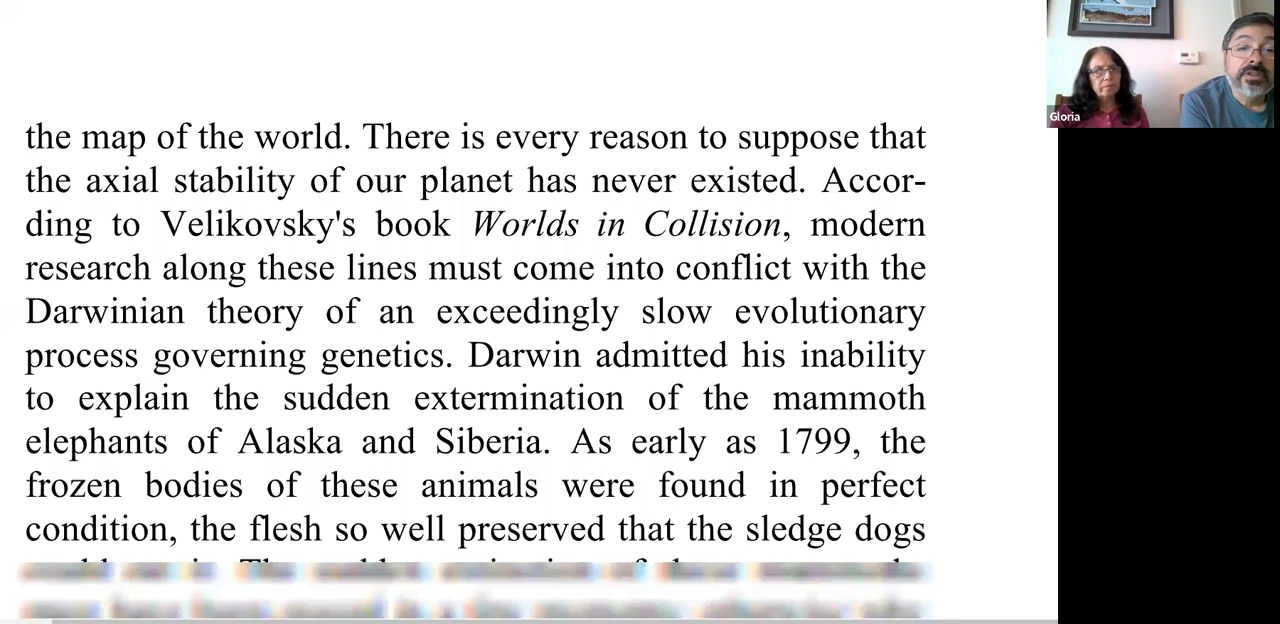 the map of the world. There is every reason to suppose that
the axial stability of our planet has never existed. Accor-
ding to Velikovsky's book Worlds in Collision, modern
research along these lines must come into conflict with the
Darwinian theory of an exceedingly slow evolutionary
process governing genetics. Darwin admitted his inability
to explain the sudden extermination of the mammoth
elephants of Alaska and Siberia. As early as 1799, the
frozen bodies of these animals were found in perfect
condition, the flesh so well preserved that the sledge dogs
Gloria